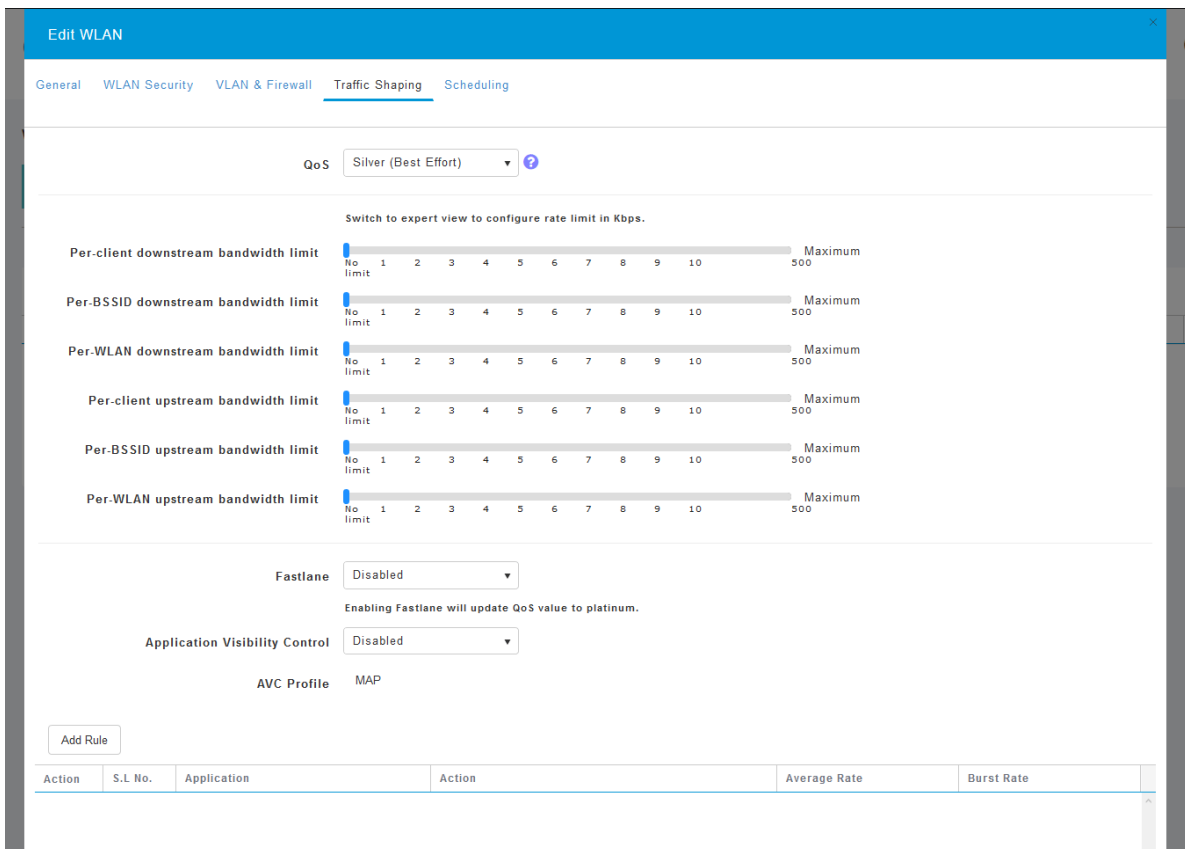 Edit WLAN
General WLAN Security VLAN & Firewall Traffic Shaping Scheduling
QoS Silver (Best Effort) ?
Switch to expert view to configure rate limit in Kbps.
Per-client downstream bandwidth limit Maximum
No limit 1 2 3 4 5 6 7 8 9 10 500
Per-BSSID downstream bandwidth limit Maximum
No limit 1 2 3 4 5 6 7 8 9 10 500
Per-WLAN downstream bandwidth limit Maximum
No limit 1 2 3 4 5 6 7 8 9 10 500
Per-client upstream bandwidth limit Maximum
No limit 1 2 3 4 5 6 7 8 9 10 500
Per-BSSID upstream bandwidth limit Maximum
No limit 1 2 3 4 5 6 7 8 9 10 500
Per-WLAN upstream bandwidth limit Maximum
No limit 1 2 3 4 5 6 7 8 9 10 500
Fastlane Disabled
Enabling Fastlane will update QoS value to platinum.
Application Visibility Control Disabled
AVC Profile MAP
Add Rule
Action S.L No. Application Action Average Rate Burst Rate